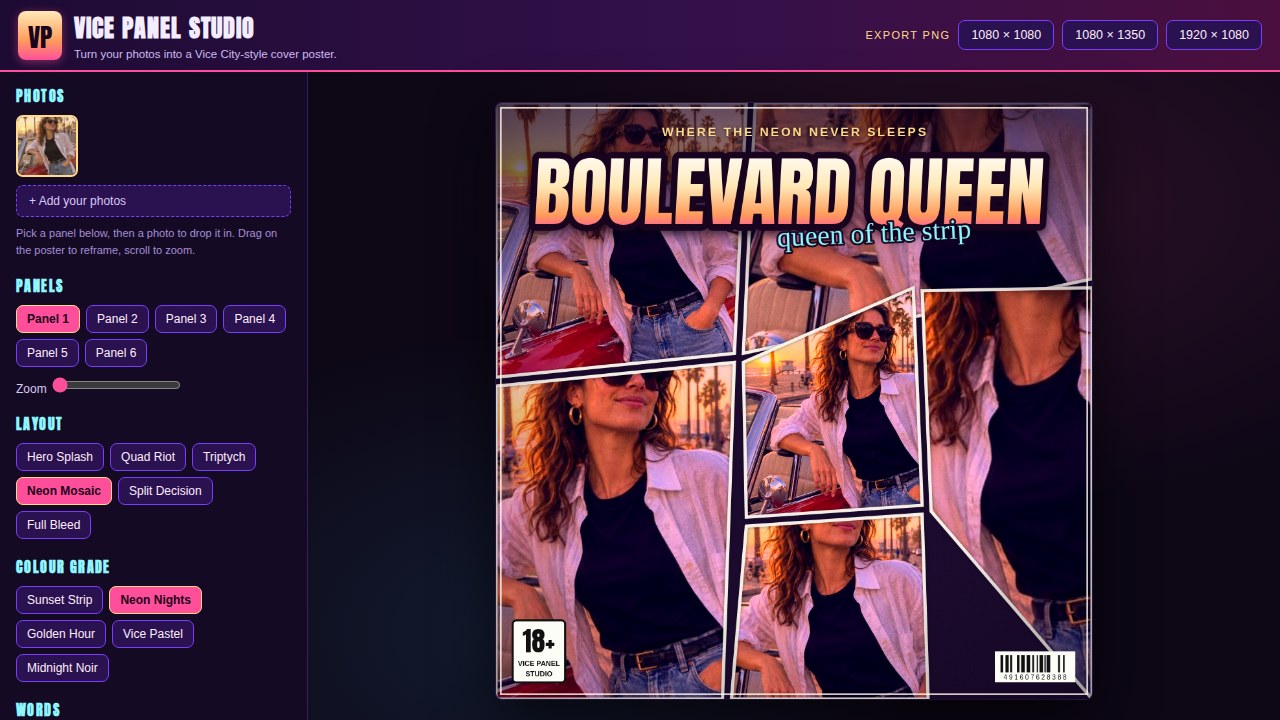 VP
VICE PANEL STUDIO
Turn your photos into a Vice City-style cover poster.
EXPORT PNG
1080 × 1080
1080 × 1350
1920 × 1080
PHOTOS
+ Add your photos
Pick a panel below, then a photo to drop it in. Drag on
the poster to reframe, scroll to zoom.
PANELS
Panel 1
Panel 2
Panel 3
Panel 4
Panel 5
Panel 6
Zoom
LAYOUT
Hero Splash
Quad Riot
Triptych
Neon Mosaic
Split Decision
Full Bleed
COLOUR GRADE
Sunset Strip
Neon Nights
Golden Hour
Vice Pastel
Midnight Noir
WORDS
WHERE THE NEON NEVER SLEEPS
BOULEVARD QUEEN
queen of the strip
18+
VICE PANEL
STUDIO
491607628388